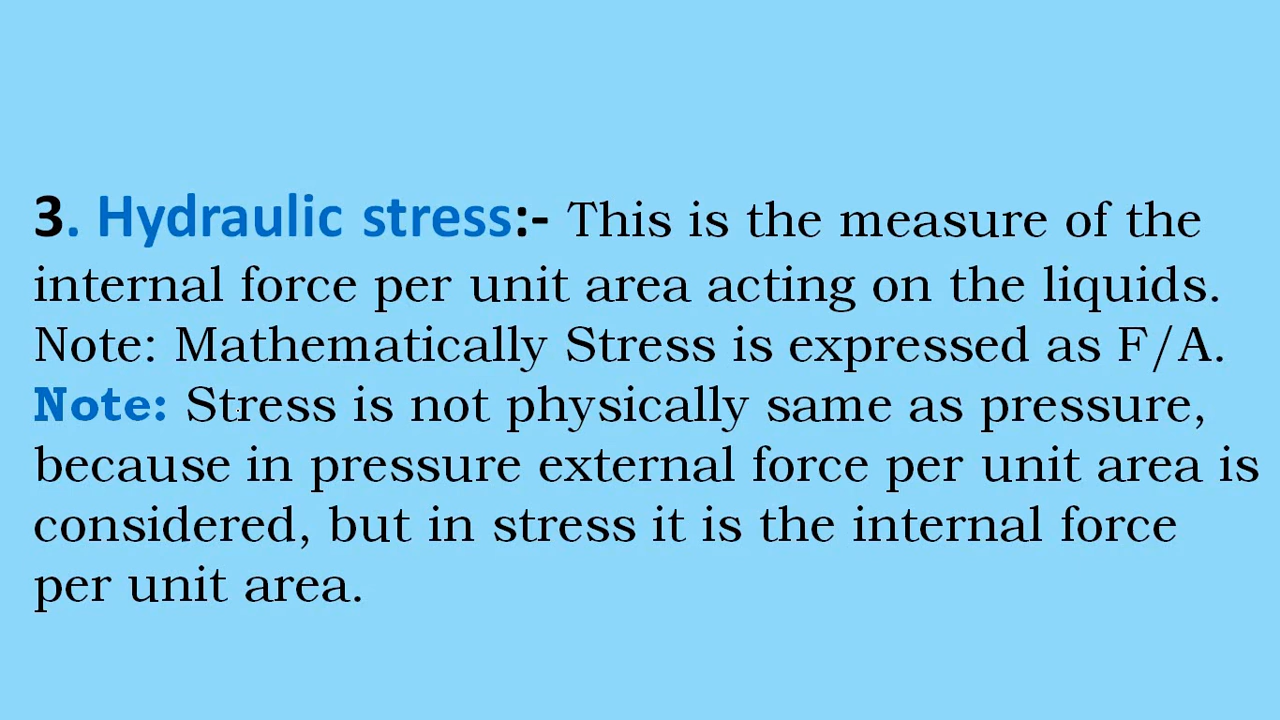 3. Hydraulic stress:- This is the measure of the
internal force per unit area acting on the liquids.
Note: Mathematically Stress is expressed as F/A.
Note: Stress is not physically same as pressure,
because in pressure external force per unit area is
considered, but in stress it is the internal force
per unit area.